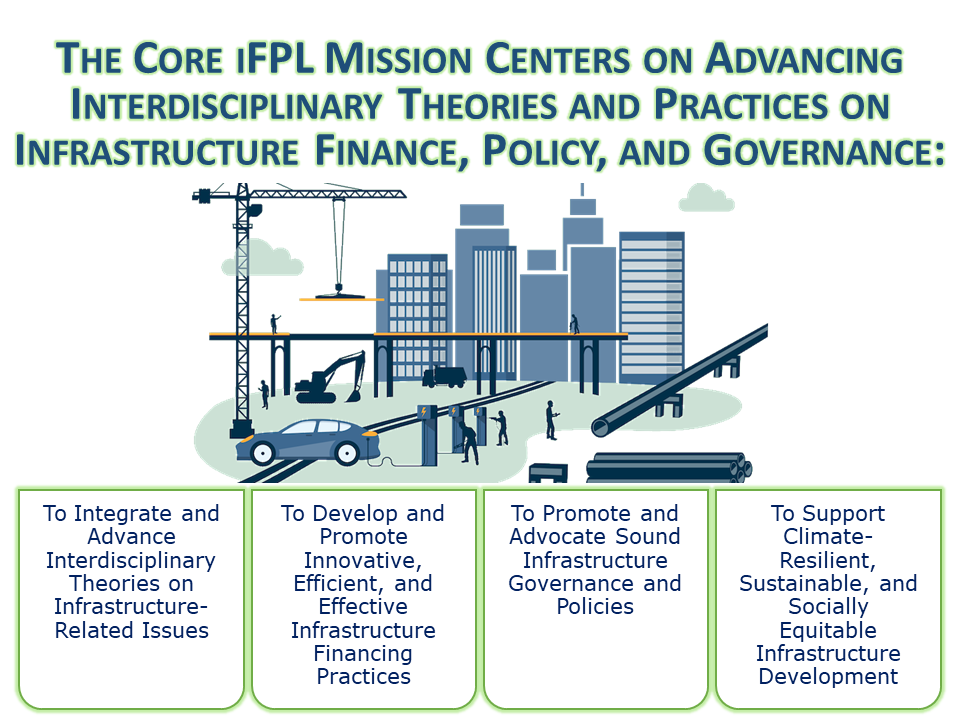 The Core iFPL Mission Centers on Advancing
Interdisciplinary Theories and Practices on
Infrastructure Finance, Policy, and Governance:
To Integrate and
Advance
Interdisciplinary
Theories on
Infrastructure-
Related Issues
To Develop and
Promote
Innovative,
Efficient, and
Effective
Infrastructure
Financing
Practices
To Promote and
Advocate Sound
Infrastructure
Governance and
Policies
To Support
Climate-
Resilient,
Sustainable, and
Socially
Equitable
Infrastructure
Development